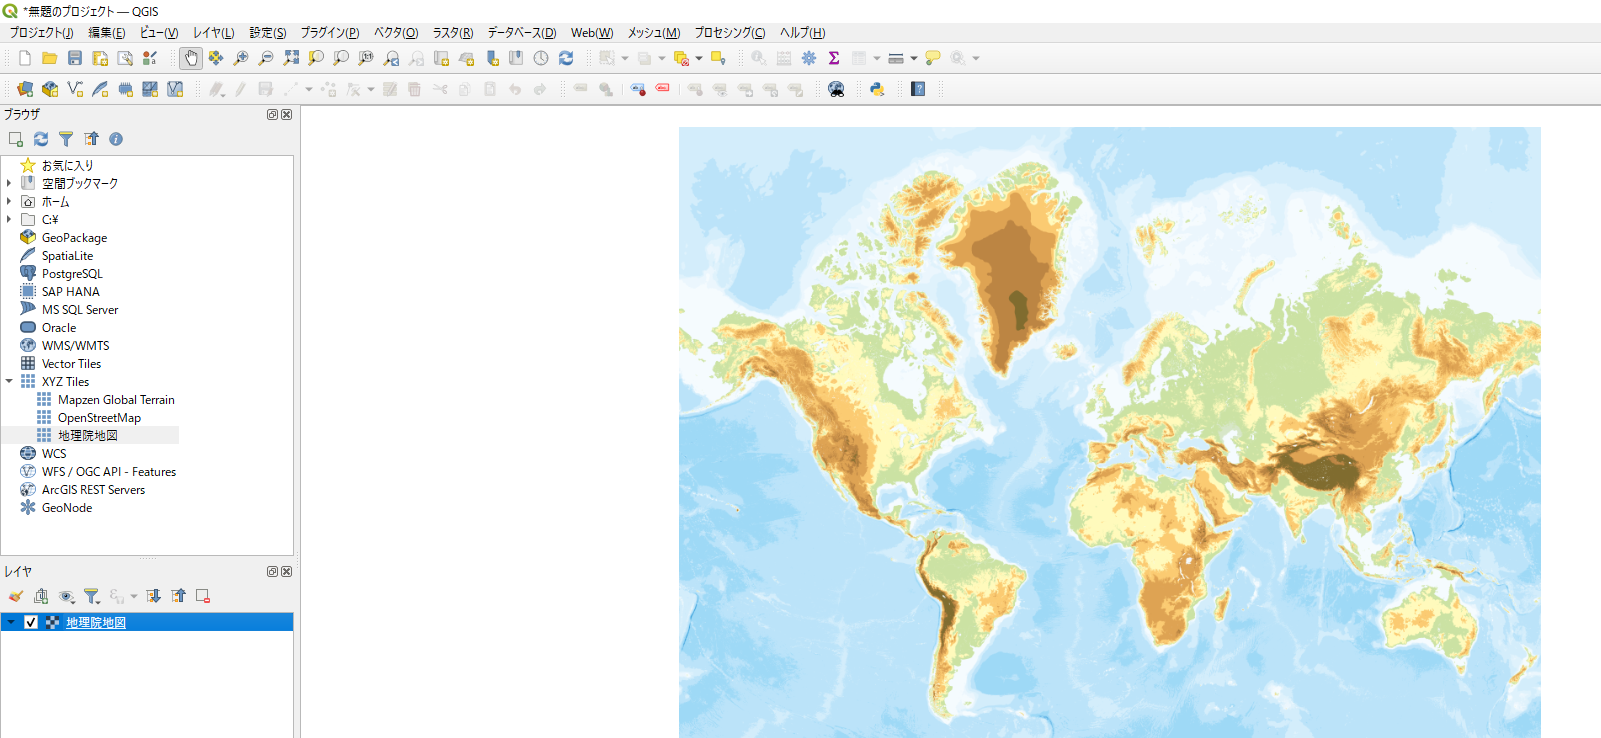 *無題のプロジェクト — QGIS
プロジェクト(J) 編集(E) ビュー(V) レイヤ(L) 設定(S) プラグイン(P) ベクタ(O) ラスタ(R) データベース(D) Web(W) メッシュ(M) プロセシング(C) ヘルプ(H)
ブラウザ
お気に入り
空間ブックマーク
ホーム
C:¥
GeoPackage
SpatiaLite
PostgreSQL
SAP HANA
MS SQL Server
Oracle
WMS/WMTS
Vector Tiles
XYZ Tiles
Mapzen Global Terrain
OpenStreetMap
地理院地図
WCS
WFS / OGC API - Features
ArcGIS REST Servers
GeoNode
レイヤ
地理院地図